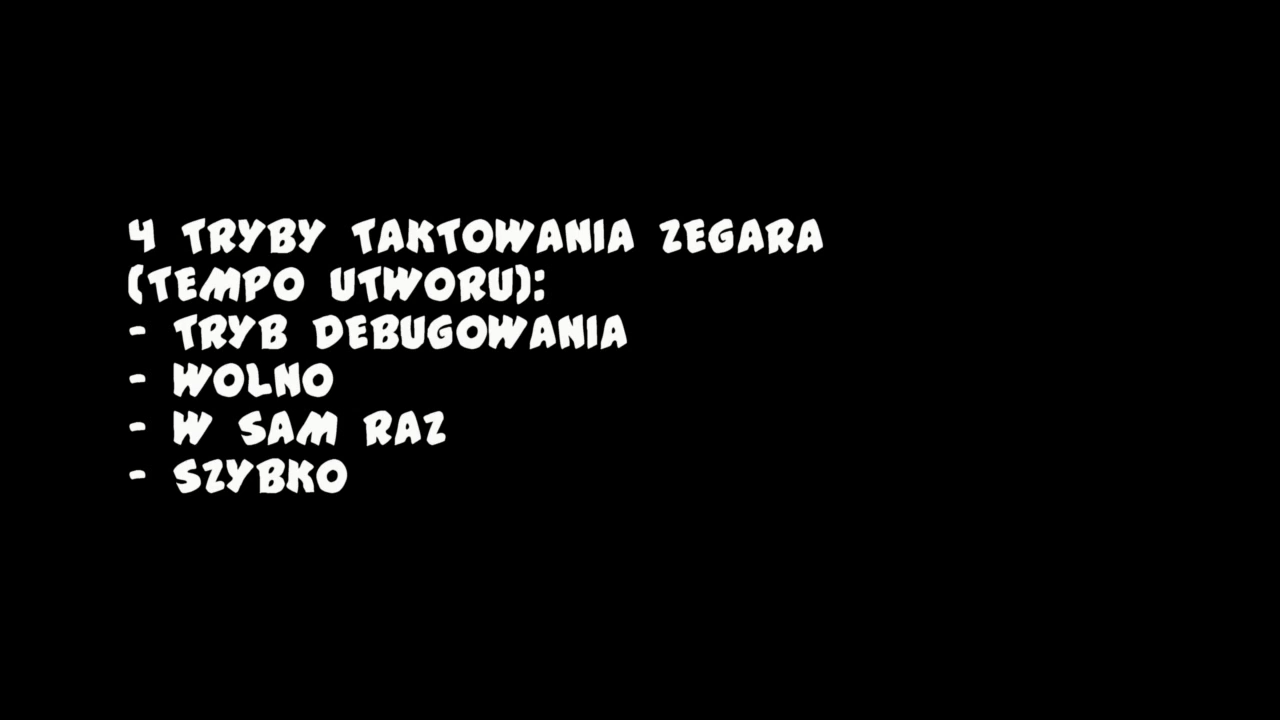 4 TRYBY TAKTOWANIA ZEGARA
(TEMPO UTWORU):
- TRYB DEBUGOWANIA
- WOLNO
- W SAM RAZ
- SZYBKO